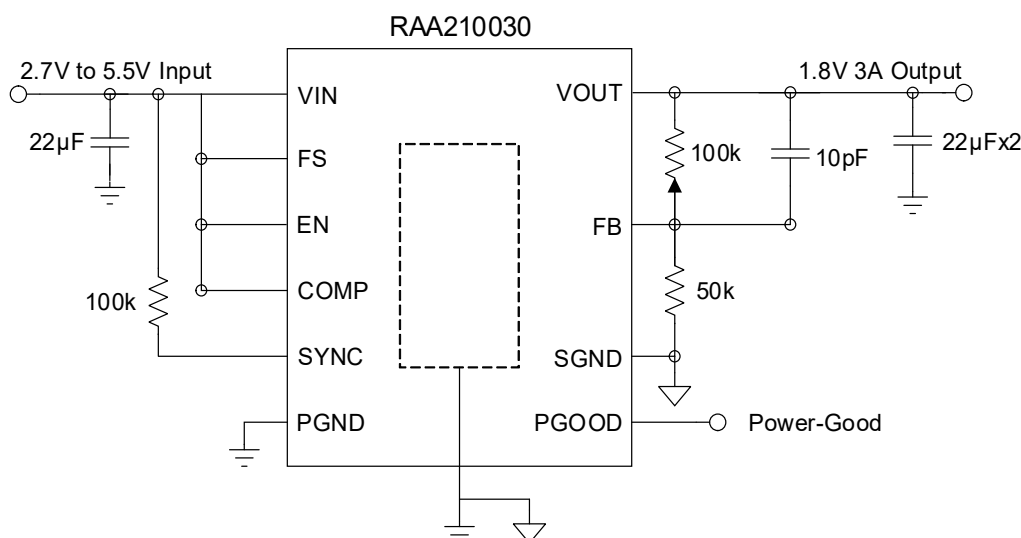 RAA210030
2.7V to 5.5V Input
1.8V 3A Output
VIN
VOUT
22µF
FS
100k
10pF
22µFx2
EN
FB
COMP
100k
50k
SYNC
SGND
PGND
PGOOD
Power-Good